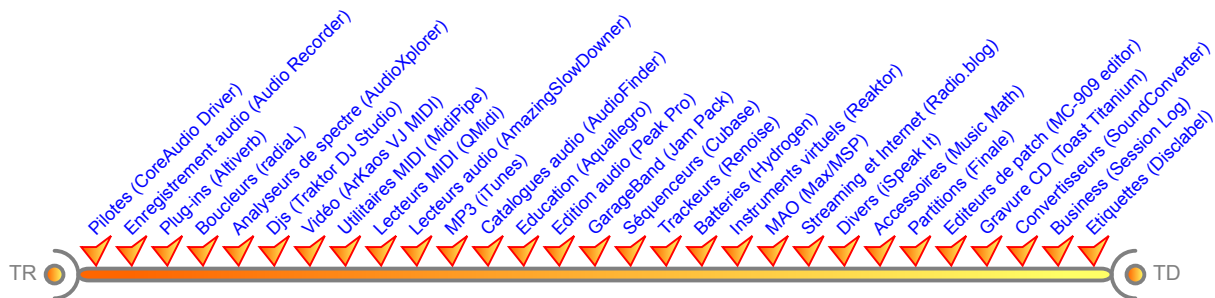 Pilotes (CoreAudio Driver)
Enregistrement audio (Audio Recorder)
Plug-ins (Altiverb)
Boucleurs (radiaL)
Analyseurs de spectre (AudioXplorer)
Djs (Traktor DJ Studio)
Vidéo (ArKaos VJ MIDI)
Utilitaires MIDI (MidiPipe)
Lecteurs MIDI (QMidi)
Lecteurs audio (AmazingSlowDowner)
MP3 (iTunes)
Catalogues audio (AudioFinder)
Education (Aquallegro)
Edition audio (Peak Pro)
GarageBand (Jam Pack)
Séquenceurs (Cubase)
Trackeurs (Renoise)
Batteries (Hydrogen)
Instruments virtuels (Reaktor)
MAO (Max/MSP)
Streaming et Internet (Radio.blog)
Divers (iSpeak It)
Accessoires (Music Math)
Partitions (Finale)
Editeurs de patch (MC-909 editor)
Gravure CD (Toast Titanium)
Convertisseurs (SoundConverter)
Business (Session Log)
Etiquettes (Disclabel)
TR
TD